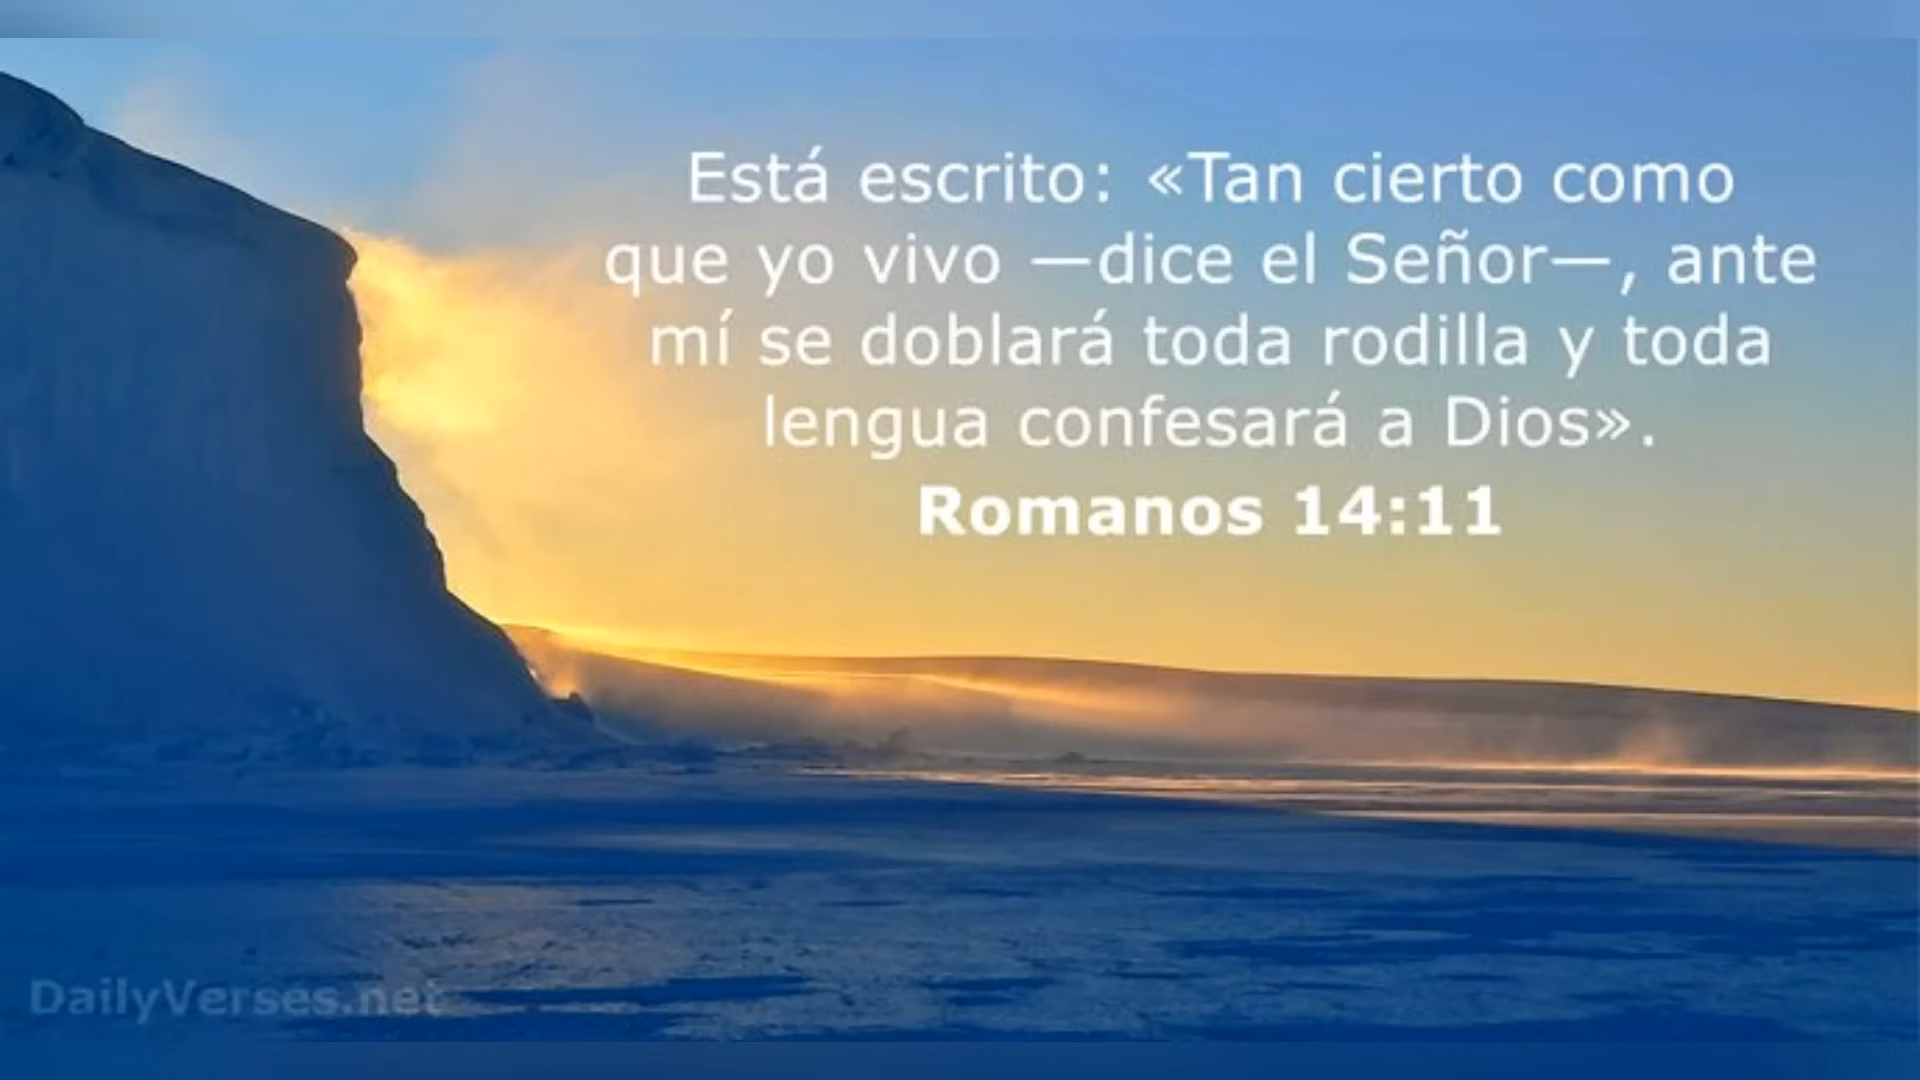 Está escrito: «Tan cierto como
que yo vivo —dice el Señor—, ante
mí se doblará toda rodilla y toda
lengua confesará a Dios».
Romanos 14:11
DailyVerses.net